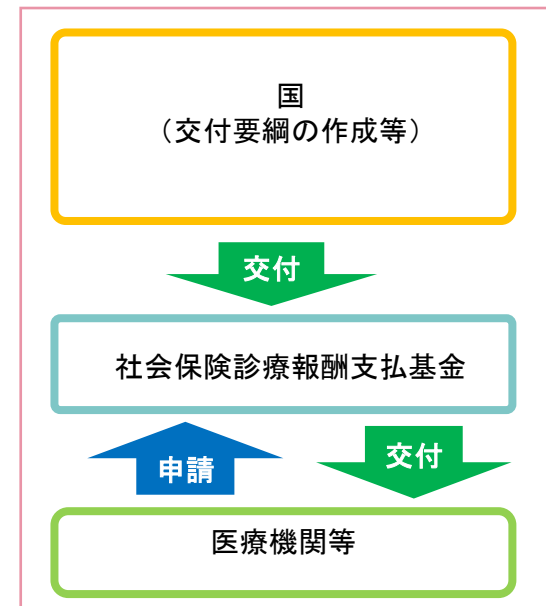 国
（交付要綱の作成等）
交付
社会保険診療報酬支払基金
申請
交付
医療機関等